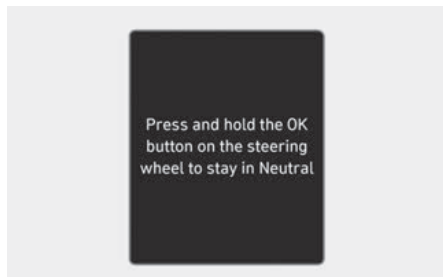 Press and hold the OK
button on the steering
wheel to stay in Neutral